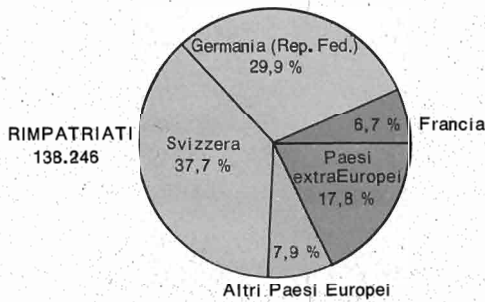 Germania (Rep. Fed.)
29,9 %
6,7 %
Francia
RIMPATRIATI
138.246
Svizzera
37,7 %
Paesi
extraEuropei
17,8 %
7,9 %
Altri Paesi Europei